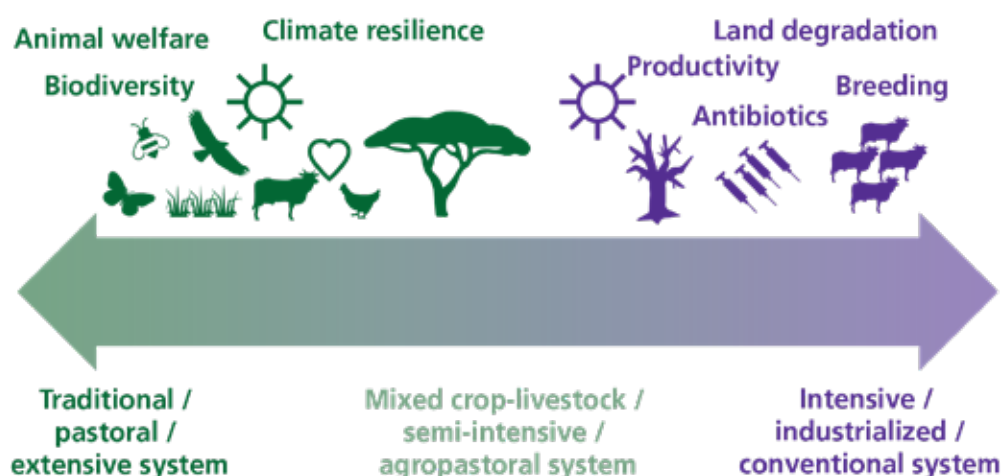 Animal welfare
Climate resilience
Land degradation
Biodiversity
Productivity
Breeding
Antibiotics
Traditional /
pastoral /
extensive system
Mixed crop-livestock /
semi-intensive /
agropastoral system
Intensive /
industrialized /
conventional system